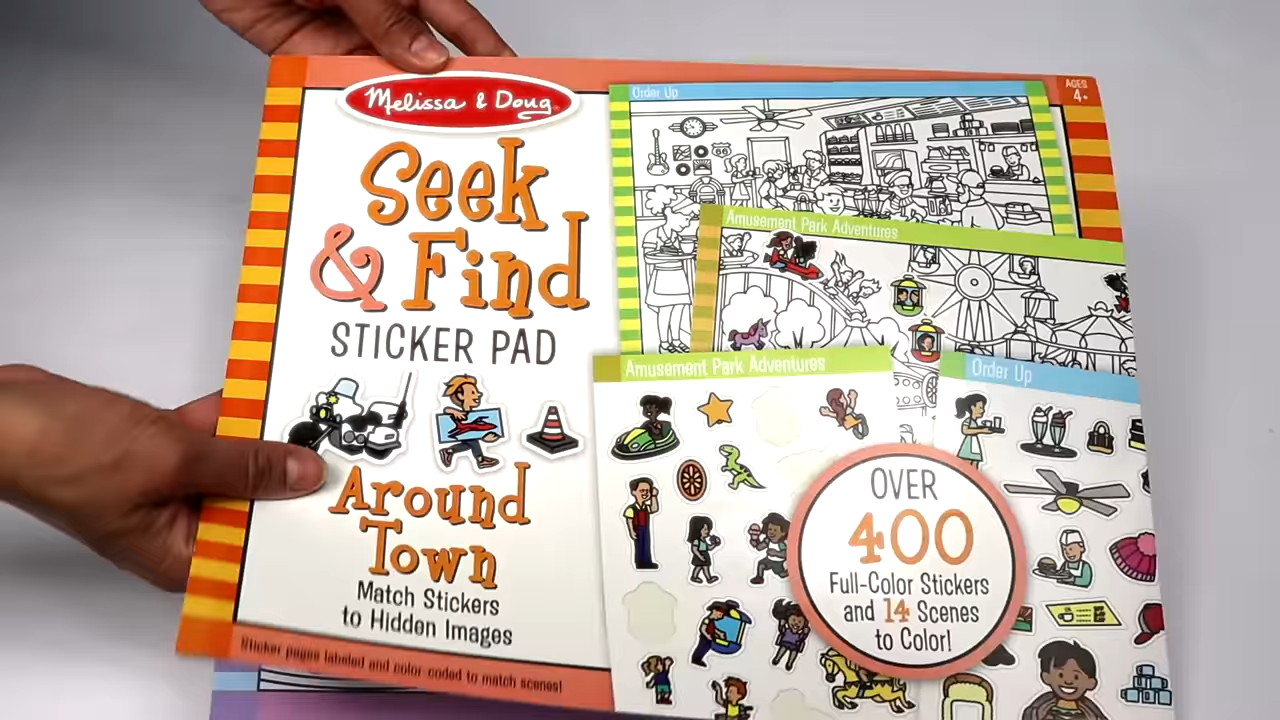 Melissa & Doug
Seek
& Find
STICKER PAD
Around
Town
Match Stickers
to Hidden Images
Sticker pages labeled and color-coded to match scenes!
AGES
4+
Order Up
66
Amusement Park Adventures
Amusement Park Adventures
Order Up
OVER
400
Full-Color Stickers
and 14 Scenes
to Color!